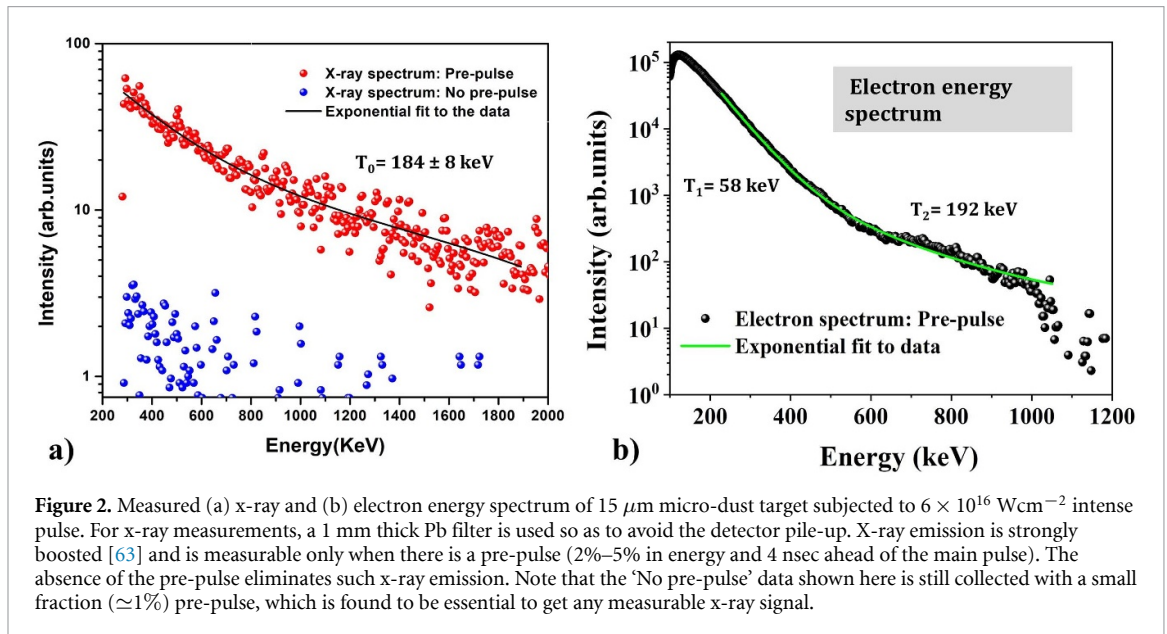 100
10
1
Intensity (arb.units)
X-ray spectrum: Pre-pulse
X-ray spectrum: No pre-pulse
Exponential fit to the data
T₀= 184 ± 8 keV
200 400 600 800 1000 1200 1400 1600 1800 2000
Energy(KeV)
a)
10⁵
10⁴
10³
10²
10¹
10⁰
Intensity (arb.units)
Electron energy
spectrum
T₁= 58 keV
T₂= 192 keV
Electron spectrum: Pre-pulse
Exponential fit to data
200 400 600 800 1000 1200
Energy (keV)
b)
Figure 2. Measured (a) x-ray and (b) electron energy spectrum of 15 μm micro-dust target subjected to 6 × 10¹⁶ Wcm⁻² intense
pulse. For x-ray measurements, a 1 mm thick Pb filter is used so as to avoid the detector pile-up. X-ray emission is strongly
boosted [63] and is measurable only when there is a pre-pulse (2%–5% in energy and 4 nsec ahead of the main pulse). The
absence of the pre-pulse eliminates such x-ray emission. Note that the ‘No pre-pulse’ data shown here is still collected with a small
fraction (≃1%) pre-pulse, which is found to be essential to get any measurable x-ray signal.